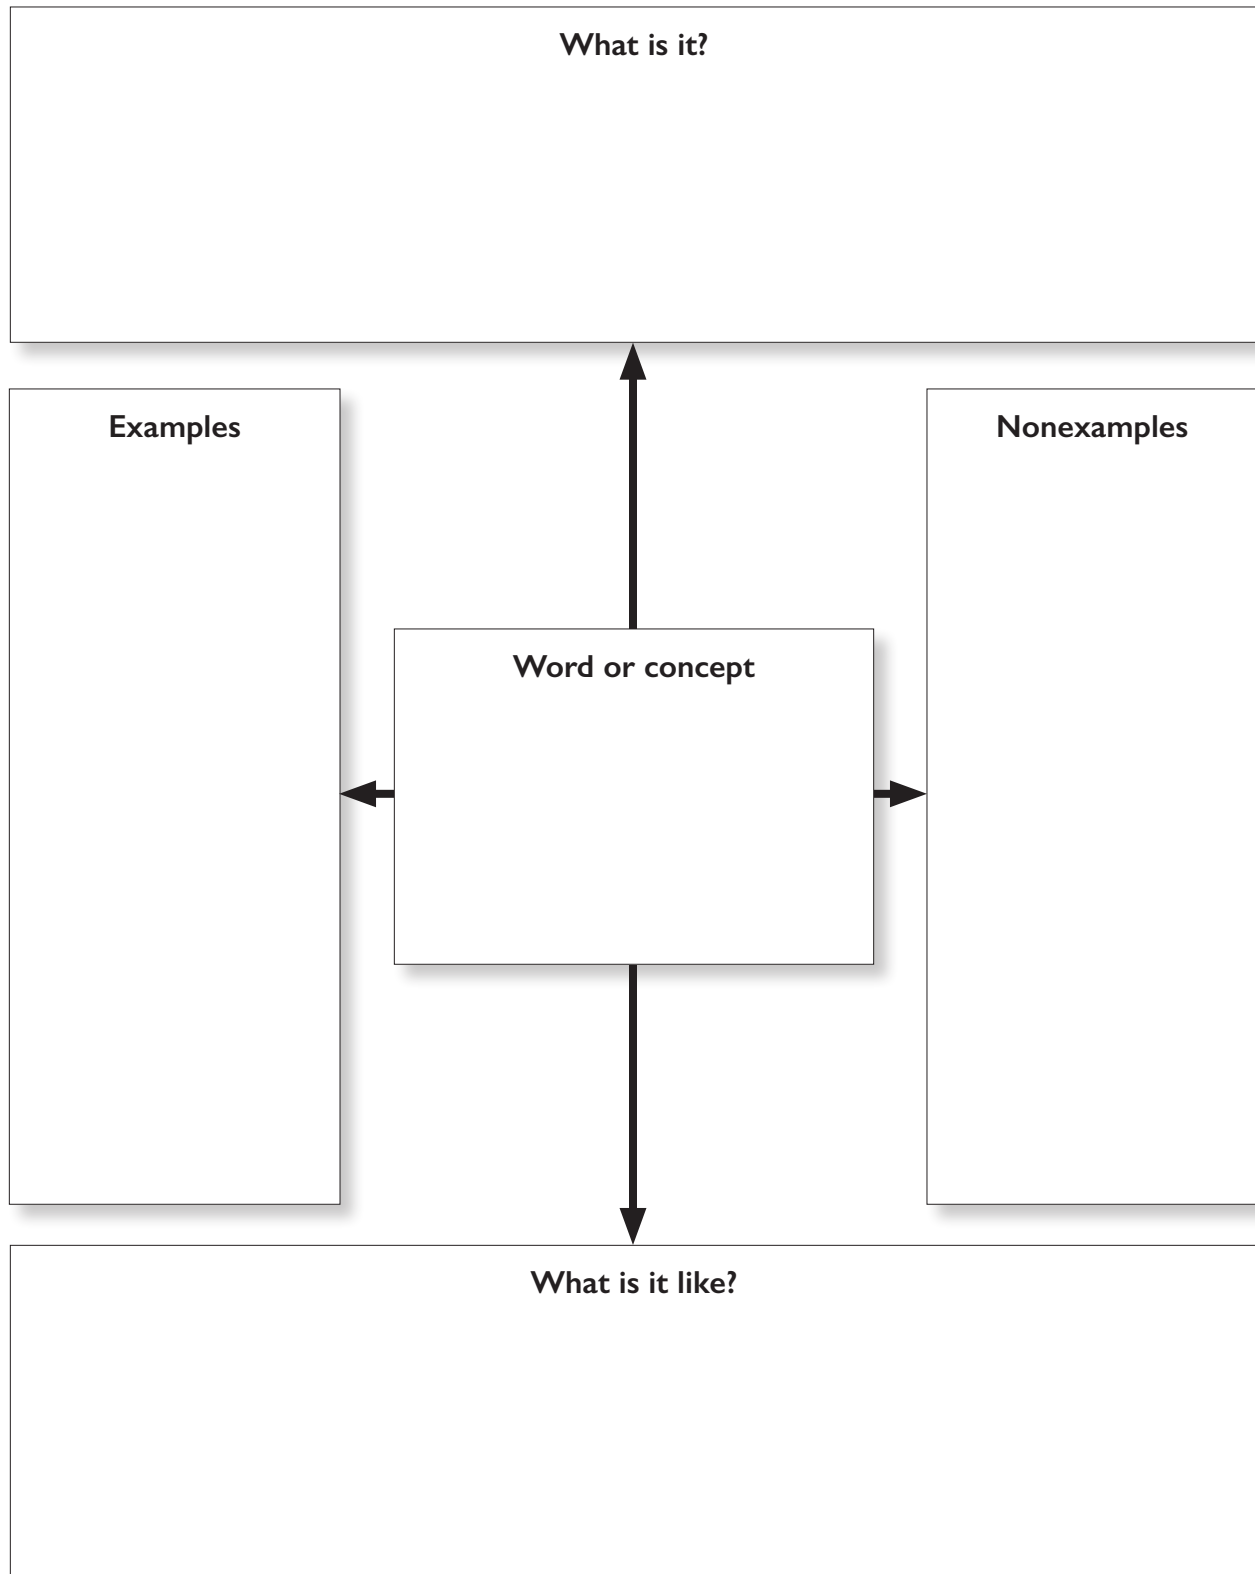 What is it?
Examples
Nonexamples
Word or concept
What is it like?